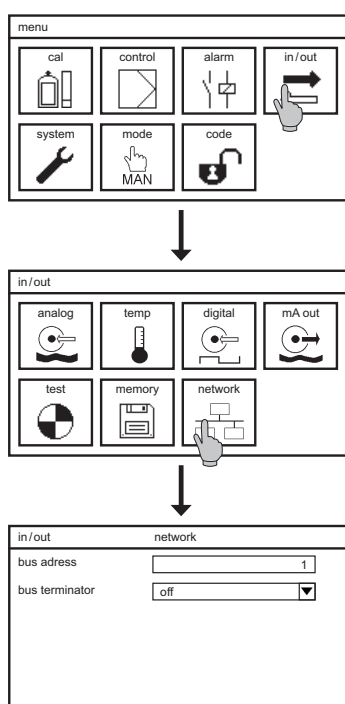 menu
cal control alarm in/out
system mode code
MAN
in/out
analog temp digital mA out
test memory network
in/out network
bus adress 1
bus terminator off